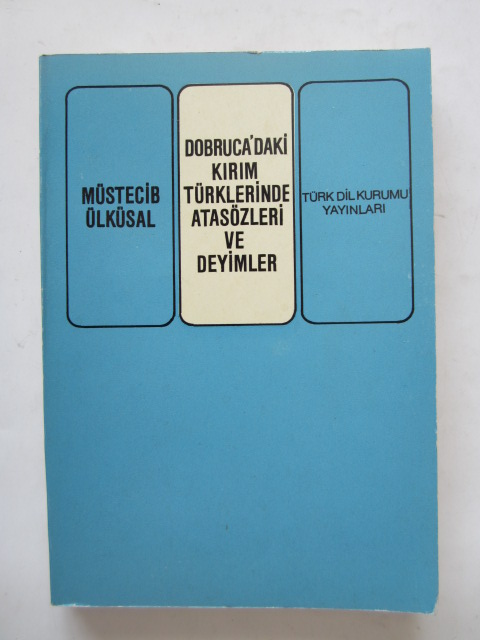 MÜSTECİB
ÜLKÜSAL
DOBRUCA'DAKİ
KIRIM
TÜRKLERİNDE
ATASÖZLERİ
VE
DEYİMLER
TÜRK DİL KURUMU
YAYINLARI